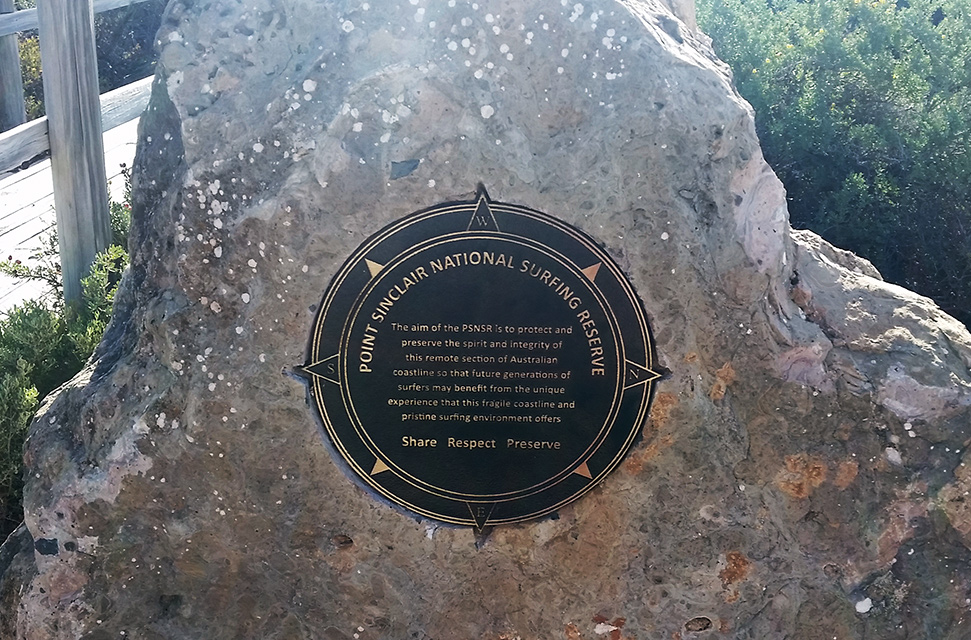 W
POINT SINCLAIR NATIONAL SURFING RESERVE
The aim of the PSNSR is to protect and
preserve the spirit and integrity of
this remote section of Australian
coastline so that future generations of
surfers may benefit from the unique
experience that this fragile coastline and
pristine surfing environment offers
Share Respect Preserve
S
N
E